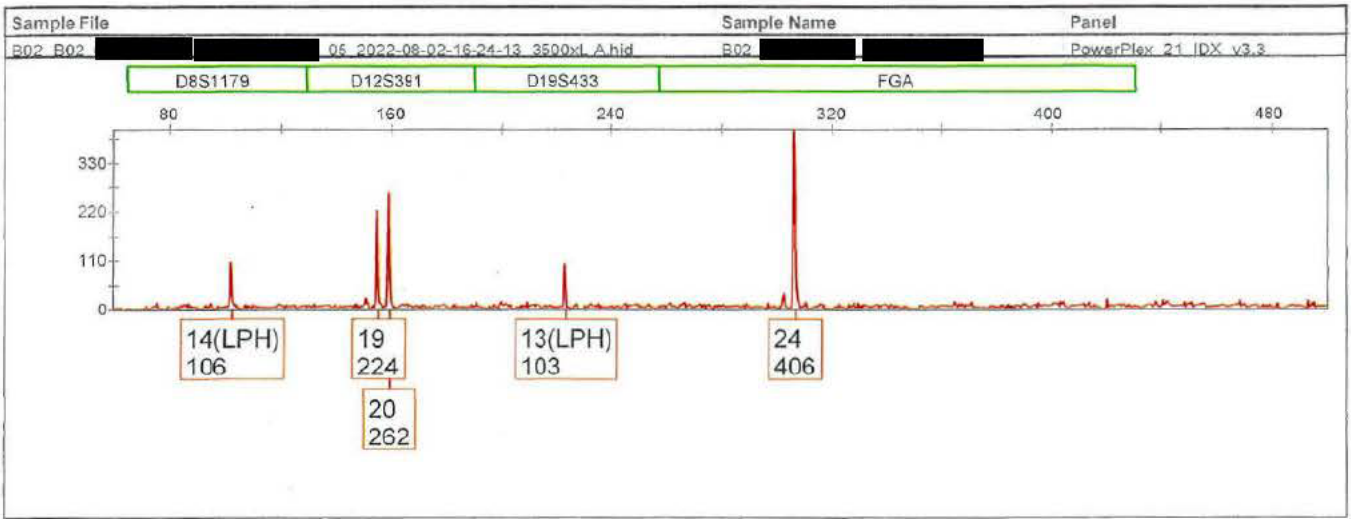 Sample File Sample Name Panel
B02 B02 05 2022-08-02-16-24-13 3500xL A.hid B02 PowerPlex 21 IDX v3.3
D8S1179 D12S391 D19S433 FGA
80 160 240 320 400 480
330
220
110
0
14(LPH) 19 13(LPH) 24
106 224 103 406
20
262